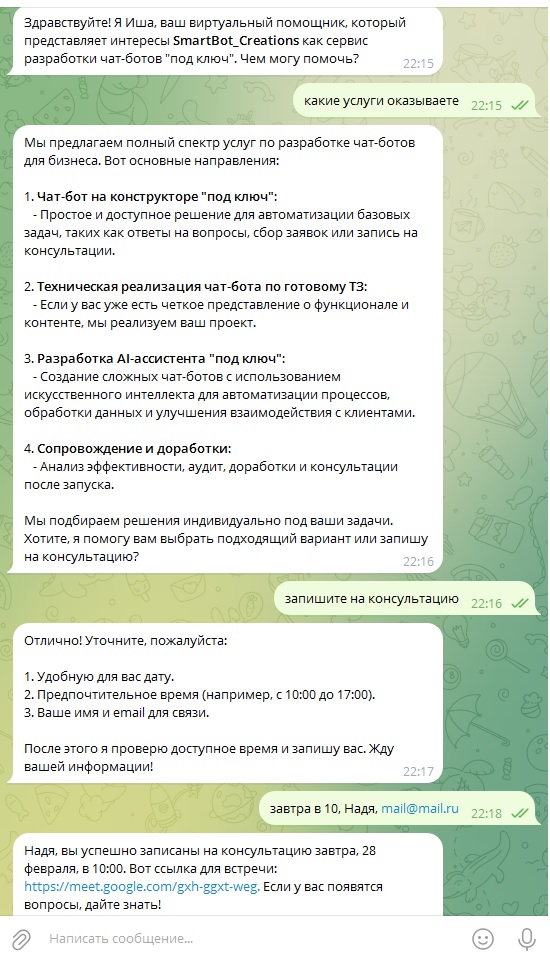 Здравствуйте! Я Иша, ваш виртуальный помощник, который
представляет интересы SmartBot_Creations как сервис
разработки чат-ботов "под ключ". Чем могу помочь?
22:15
какие услуги оказываете 22:15
Мы предлагаем полный спектр услуг по разработке чат-ботов
для бизнеса. Вот основные направления:
1. Чат-бот на конструкторе "под ключ":
- Простое и доступное решение для автоматизации базовых
задач, таких как ответы на вопросы, сбор заявок или запись на
консультации.
2. Техническая реализация чат-бота по готовому ТЗ:
- Если у вас уже есть четкое представление о функционале и
контенте, мы реализуем ваш проект.
3. Разработка AI-ассистента "под ключ":
- Создание сложных чат-ботов с использованием
искусственного интеллекта для автоматизации процессов,
обработки данных и улучшения взаимодействия с клиентами.
4. Сопровождение и доработки:
- Анализ эффективности, аудит, доработки и консультации
после запуска.
Мы подбираем решения индивидуально под ваши задачи.
Хотите, я помогу вам выбрать подходящий вариант или запишу
на консультацию?
22:16
запишите на консультацию 22:16
Отлично! Уточните, пожалуйста:
1. Удобную для вас дату.
2. Предпочтительное время (например, с 10:00 до 17:00).
3. Ваше имя и email для связи.
После этого я проверю доступное время и запишу вас. Жду
вашей информации!
22:17
завтра в 10, Надя, mail@mail.ru 22:18
Надя, вы успешно записаны на консультацию завтра, 28
февраля, в 10:00. Вот ссылка для встречи:
https://meet.google.com/gxh-ggxt-weg. Если у вас появятся
вопросы, дайте знать!
Написать сообщение...